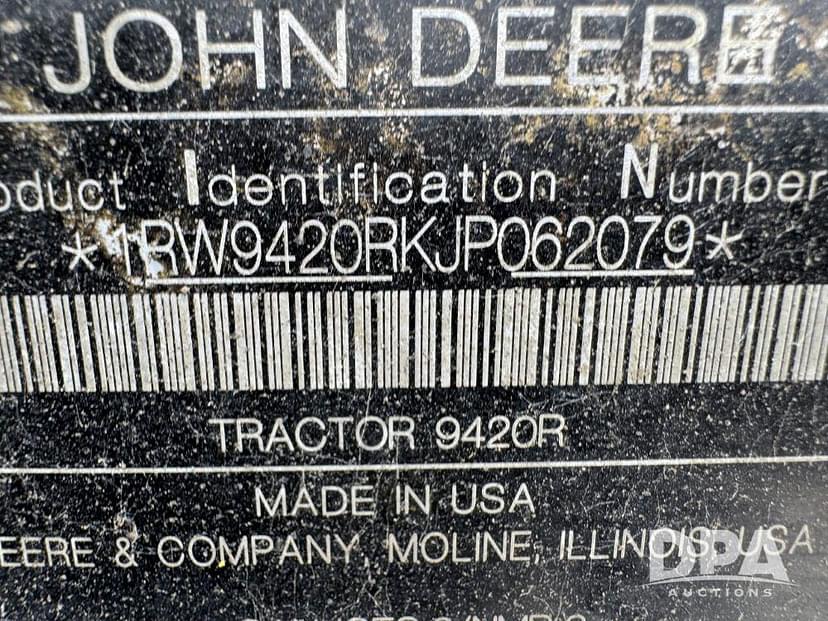 JOHN DEERE
oduct Identification Number
*1RW9420RKJP062079*
TRACTOR 9420R
MADE IN USA
EERE & COMPANY, MOLINE, ILLINOIS, USA
DPA
AUCTIONS